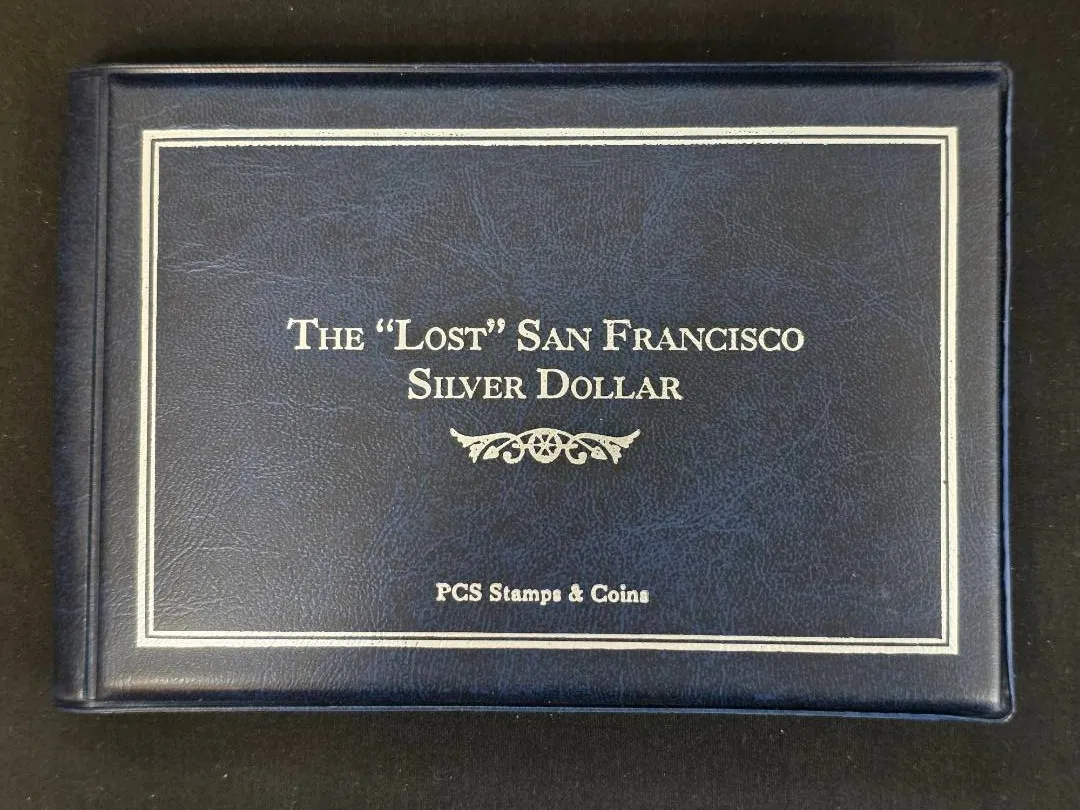 The “Lost” San Francisco
Silver Dollar
PCS Stamps & Coins